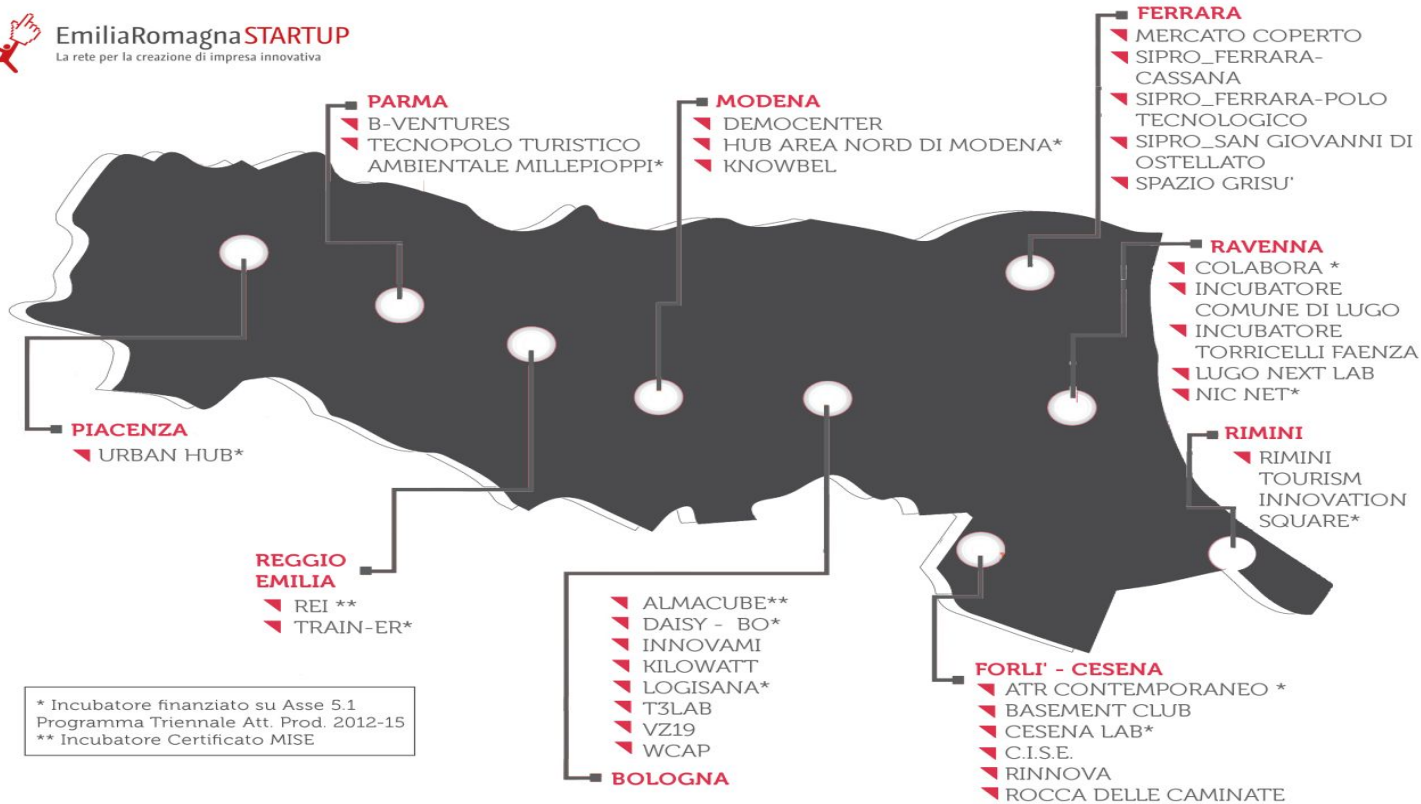 EmiliaRomagnaSTARTUP
La rete per la creazione di impresa innovativa
PARMA
B-VENTURES
TECNOPOLO TURISTICO
AMBIENTALE MILLEPIOPPI*
MODENA
DEMOCENTER
HUB AREA NORD DI MODENA*
KNOWBEL
FERRARA
MERCATO COPERTO
SIPRO_FERRARA-
CASSANA
SIPRO_FERRARA-POLO
TECNOLOGICO
SIPRO_SAN GIOVANNI DI
OSTELLATO
SPAZIO GRISU'
RAVENNA
COLABORA *
INCUBATORE
COMUNE DI LUGO
INCUBATORE
TORRICELLI FAENZA
LUGO NEXT LAB
NIC NET*
PIACENZA
URBAN HUB*
RIMINI
RIMINI
TOURISM
INNOVATION
SQUARE*
REGGIO
EMILIA
REI **
TRAIN-ER*
ALMACUBE**
DAISY - BO*
INNOVAMI
KILOWATT
LOGISANA*
T3LAB
VZ19
WCAP
BOLOGNA
FORLI' - CESENA
ATR CONTEMPORANEO *
BASEMENT CLUB
CESENA LAB*
C.I.S.E.
RINNOVA
ROCCA DELLE CAMINATE
* Incubatore finanziato su Asse 5.1
Programma Triennale Att. Prod. 2012-15
** Incubatore Certificato MISE